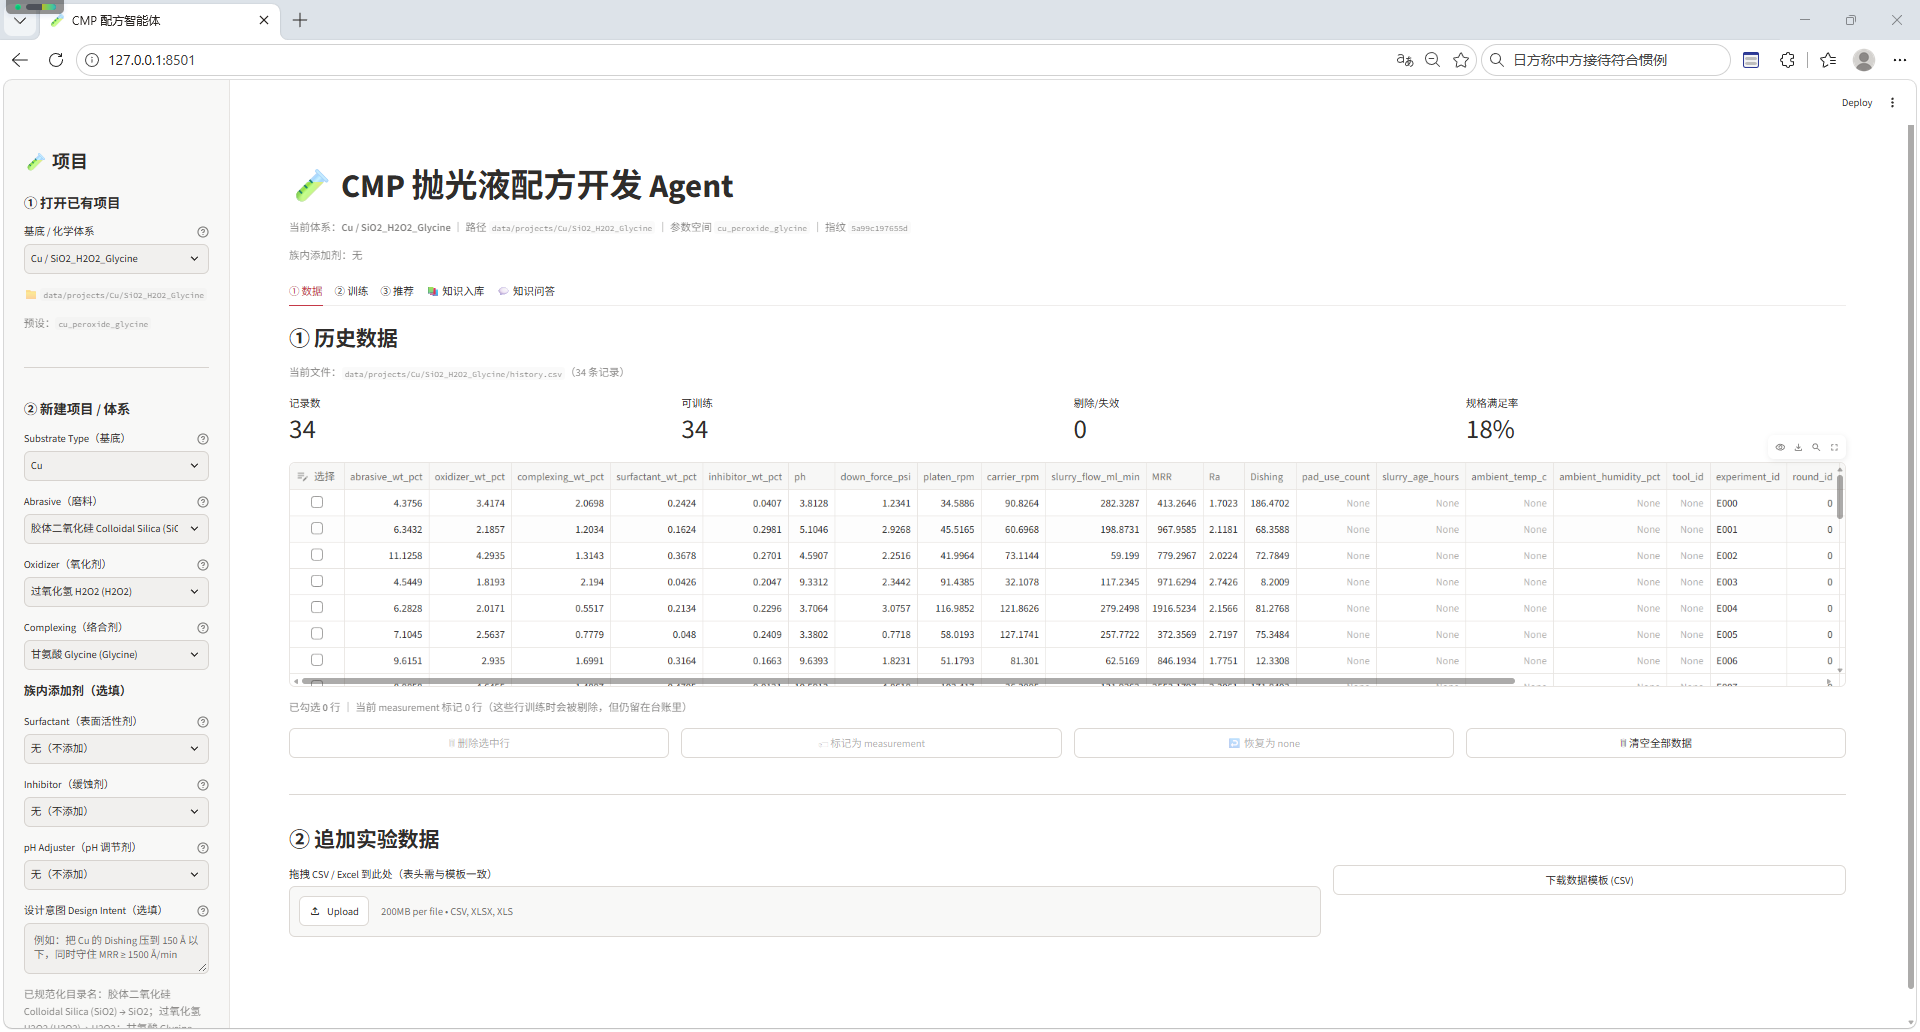 CMP 配方智能体
127.0.0.1:8501
日方称中方接待符合惯例
Deploy
项目
① 打开已有项目
基底 / 化学体系
Cu / SiO2_H2O2_Glycine
data/projects/Cu/SiO2_H2O2_Glycine
预设： cu_peroxide_glycine
② 新建项目 / 体系
Substrate Type（基底）
Cu
Abrasive（磨料）
胶体二氧化硅 Colloidal Silica (SiO
Oxidizer（氧化剂）
过氧化氢 H2O2 (H2O2)
Complexing（络合剂）
甘氨酸 Glycine (Glycine)
族内添加剂（选填）
Surfactant（表面活性剂）
无（不添加）
Inhibitor（缓蚀剂）
无（不添加）
pH Adjuster（pH 调节剂）
无（不添加）
设计意图 Design Intent（选填）
例如：把 Cu 的 Dishing 压到 150 Å 以
下，同时守住 MRR ≥ 1500 Å/min
已规范化目录名：胶体二氧化硅
Colloidal Silica (SiO2) → SiO2；过氧化氢
H2O2 (H2O2) → H2O2；甘氨酸 Glycine
CMP 抛光液配方开发 Agent
当前体系：Cu / SiO2_H2O2_Glycine | 路径 data/projects/Cu/SiO2_H2O2_Glycine | 参数空间 cu_peroxide_glycine | 指纹 5a99c197655d
族内添加剂：无
① 数据 ② 训练 ③ 推荐 知识入库 知识问答
① 历史数据
当前文件： data/projects/Cu/SiO2_H2O2_Glycine/history.csv （34 条记录）
记录数 可训练 剔除/失效 规格满足率
34 34 0 18%
选择 abrasive_wt_pct oxidizer_wt_pct complexing_wt_pct surfactant_wt_pct inhibitor_wt_pct ph down_force_psi platen_rpm carrier_rpm slurry_flow_ml_min MRR Ra Dishing pad_use_count slurry_age_hours ambient_temp_c ambient_humidity_pct tool_id experiment_id round_id
4.3756 3.4174 2.0698 0.2424 0.0407 3.8128 1.2341 34.5886 90.8264 282.3287 413.2646 1.7023 186.4702 None None None None None E000 0
6.3432 2.1857 1.2034 0.1624 0.2981 5.1046 2.9268 45.5165 60.6968 198.8731 967.9585 2.1181 68.3588 None None None None None E001 0
11.1258 4.2935 1.3143 0.3678 0.2701 4.5907 2.2516 41.9964 73.1144 59.199 779.2967 2.0224 72.7849 None None None None None E002 0
4.5449 1.8193 2.194 0.0426 0.2047 9.3312 2.3442 91.4385 32.1078 117.2345 971.6294 2.7426 8.2009 None None None None None E003 0
6.2828 2.0171 0.5517 0.2134 0.2296 3.7064 3.0757 116.9852 121.8626 279.2498 1916.5234 2.1566 81.2768 None None None None None E004 0
7.1045 2.5637 0.7779 0.048 0.2409 3.3802 0.7718 58.0193 127.1741 257.7722 372.3569 2.7197 75.3484 None None None None None E005 0
9.6151 2.935 1.6991 0.3164 0.1663 9.6393 1.8231 51.1793 81.301 62.5169 846.1934 1.7751 12.3308 None None None None None E006 0
已勾选 0 行 | 当前 measurement 标记 0 行（这些行训练时会被剔除，但仍留在台账里）
删除选中行 标记为 measurement 恢复为 none 清空全部数据
② 追加实验数据
拖拽 CSV / Excel 到此处（表头需与模板一致）
Upload 200MB per file • CSV, XLSX, XLS
下载数据模板 (CSV)